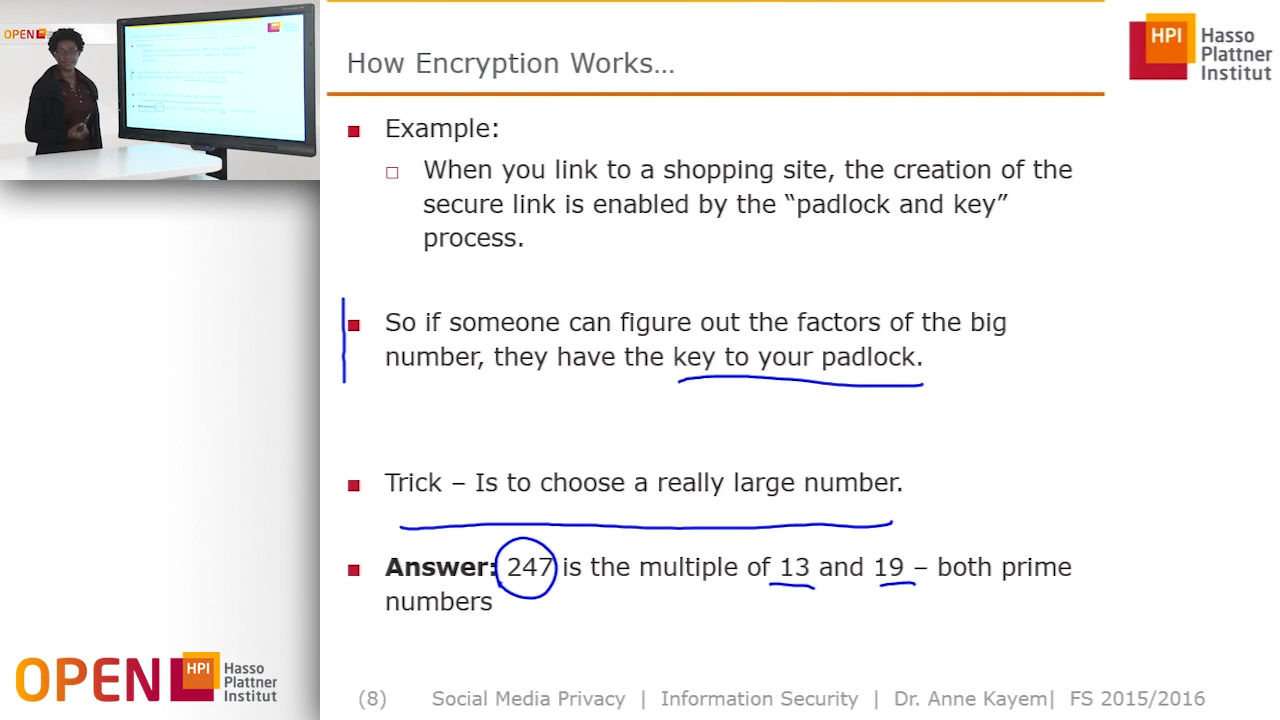 OPEN HPI
How Encryption Works…
HPI Hasso
Plattner
Institut
Example:
When you link to a shopping site, the creation of the
secure link is enabled by the “padlock and key”
process.
So if someone can figure out the factors of the big
number, they have the key to your padlock.
Trick – Is to choose a really large number.
Answer: 247 is the multiple of 13 and 19 – both prime
numbers
OPEN HPI Hasso
Plattner
Institut
(8) Social Media Privacy | Information Security | Dr. Anne Kayem| FS 2015/2016